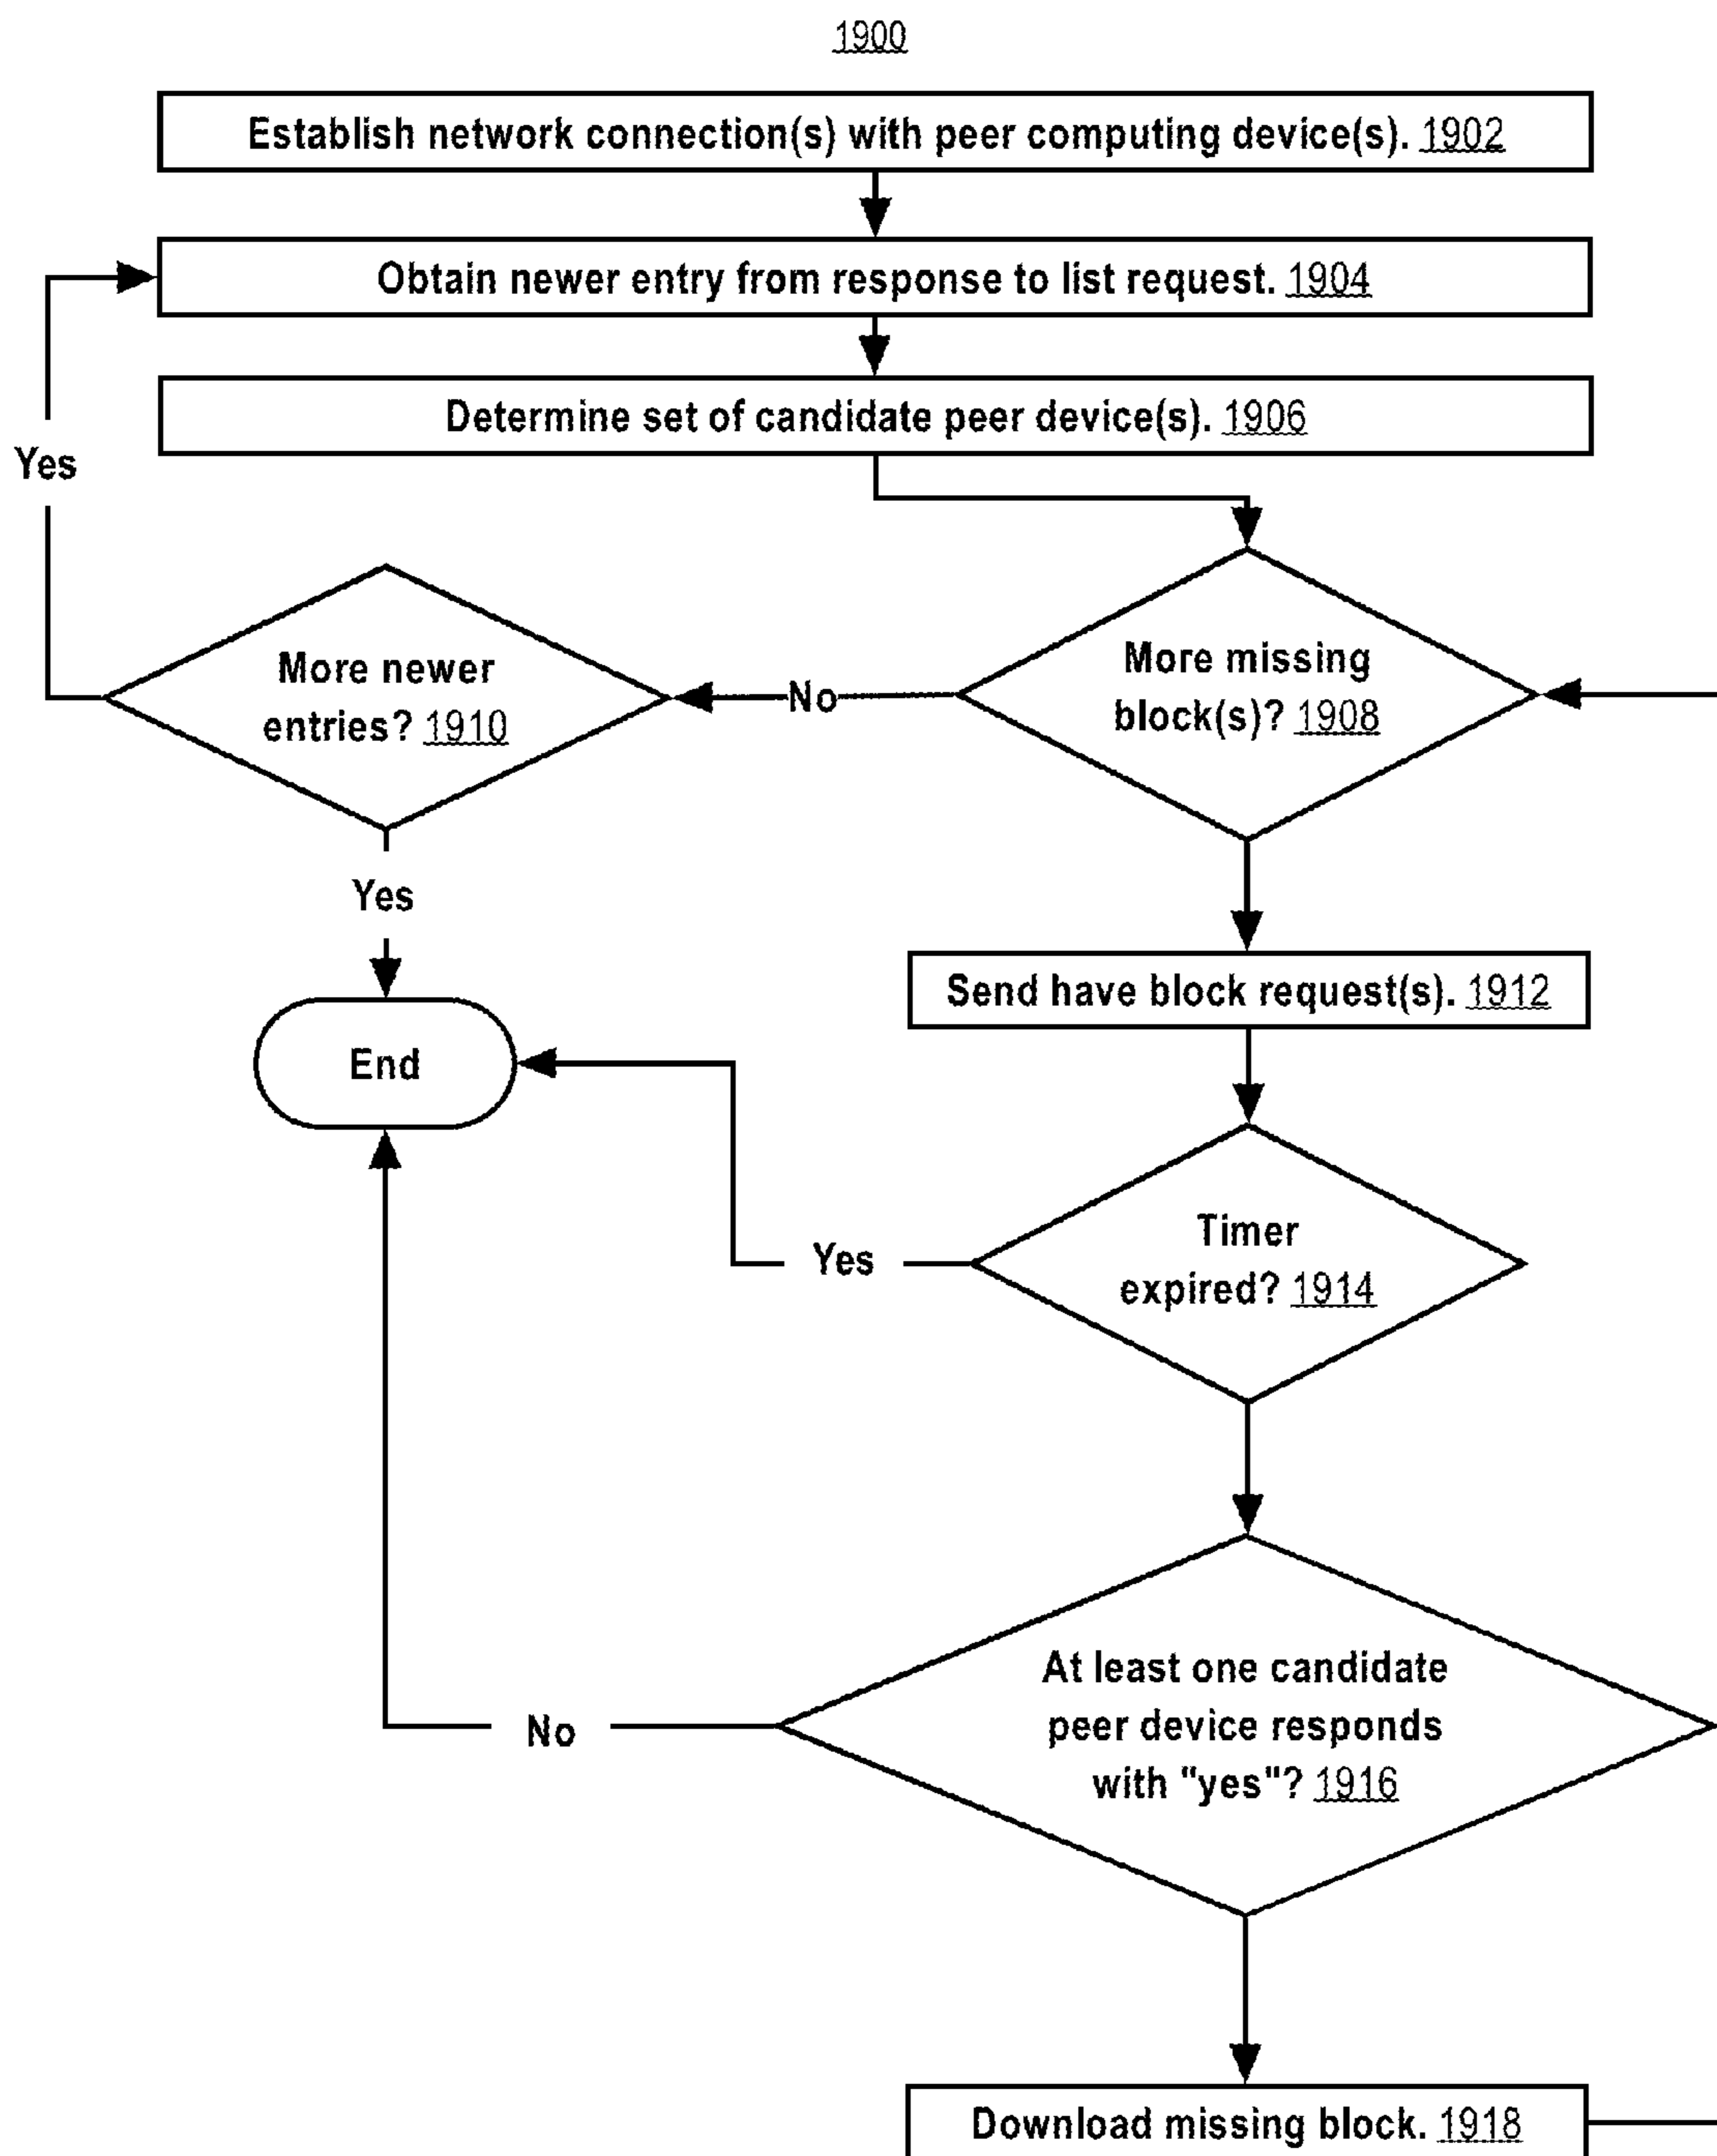 1900
Establish network connection(s) with peer computing device(s). 1902
Obtain newer entry from response to list request. 1904
Determine set of candidate peer device(s). 1906
Yes
More newer
entries? 1910
No
More missing
block(s)? 1908
Yes
Send have block request(s). 1912
End
Timer
expired? 1914
Yes
At least one candidate
peer device responds
with "yes"? 1916
No
Download missing block. 1918